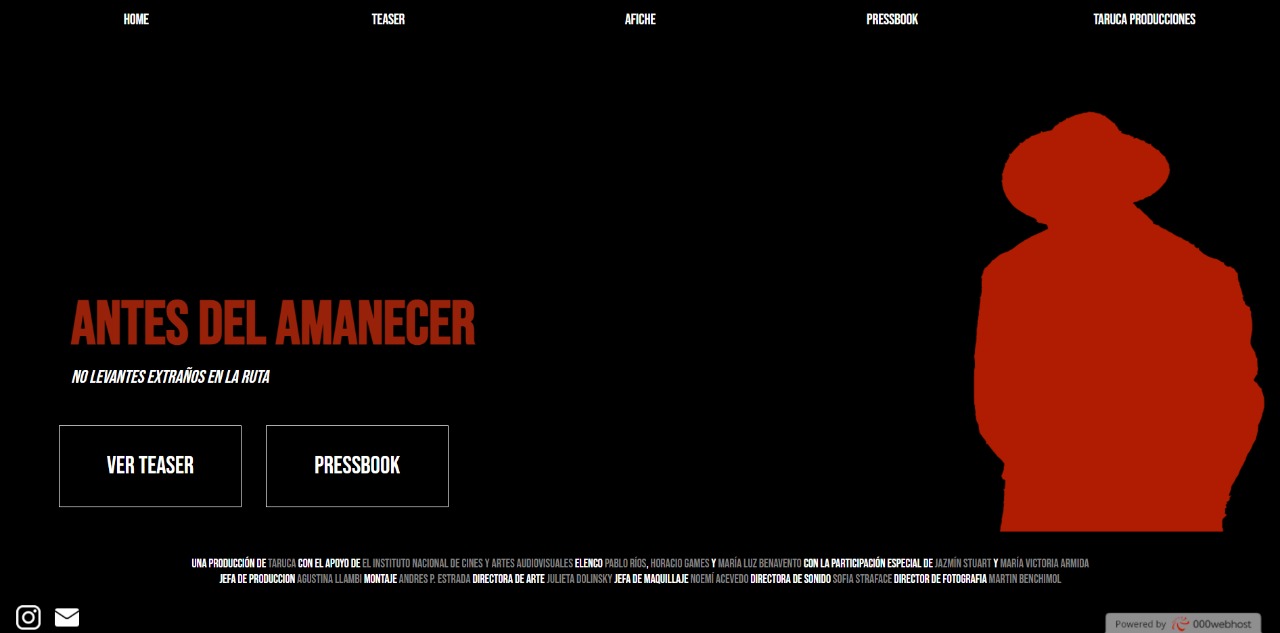 HOME TEASER AFICHE PRESSBOOK TARUCA PRODUCCIONES
ANTES DEL AMANECER
NO LEVANTES EXTRAÑOS EN LA RUTA
VER TEASER PRESSBOOK
UNA PRODUCCIÓN DE TARUCA CON EL APOYO DE EL INSTITUTO NACIONAL DE CINES Y ARTES AUDIOVISUALES ELENCO PABLO RÍOS, HORACIO GAMES Y MARÍA LUZ BENAVENTO CON LA PARTICIPACIÓN ESPECIAL DE JAZMÍN STUART Y MARÍA VICTORIA ARMIDA
JEFA DE PRODUCCION AGUSTINA LLAMBI MONTAJE ANDRES P. ESTRADA DIRECTORA DE ARTE JULIETA DOLINSKY JEFA DE MAQUILLAJE NOEMÍ ACEVEDO DIRECTORA DE SONIDO SOFIA STRAFACE DIRECTOR DE FOTOGRAFIA MARTIN BENCHIMOL
Powered by 000webhost